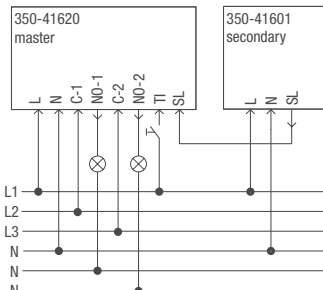 350-41620
master
L N C-1 NO-1 C-2 NO-2 TI SL
350-41601
secondary
L N SL
L1
L2
L3
N
N
N